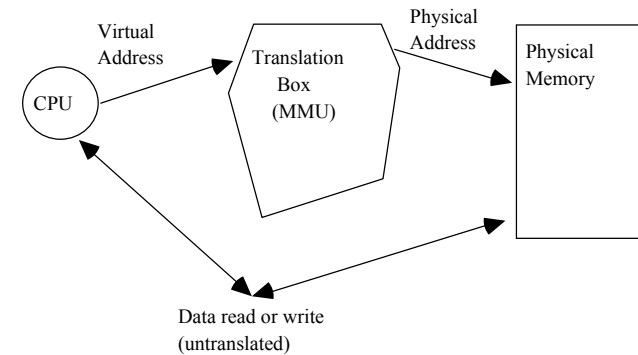 Virtual
Address
Physical
Address
CPU
Translation
Box
(MMU)
Physical
Memory
Data read or write
(untranslated)